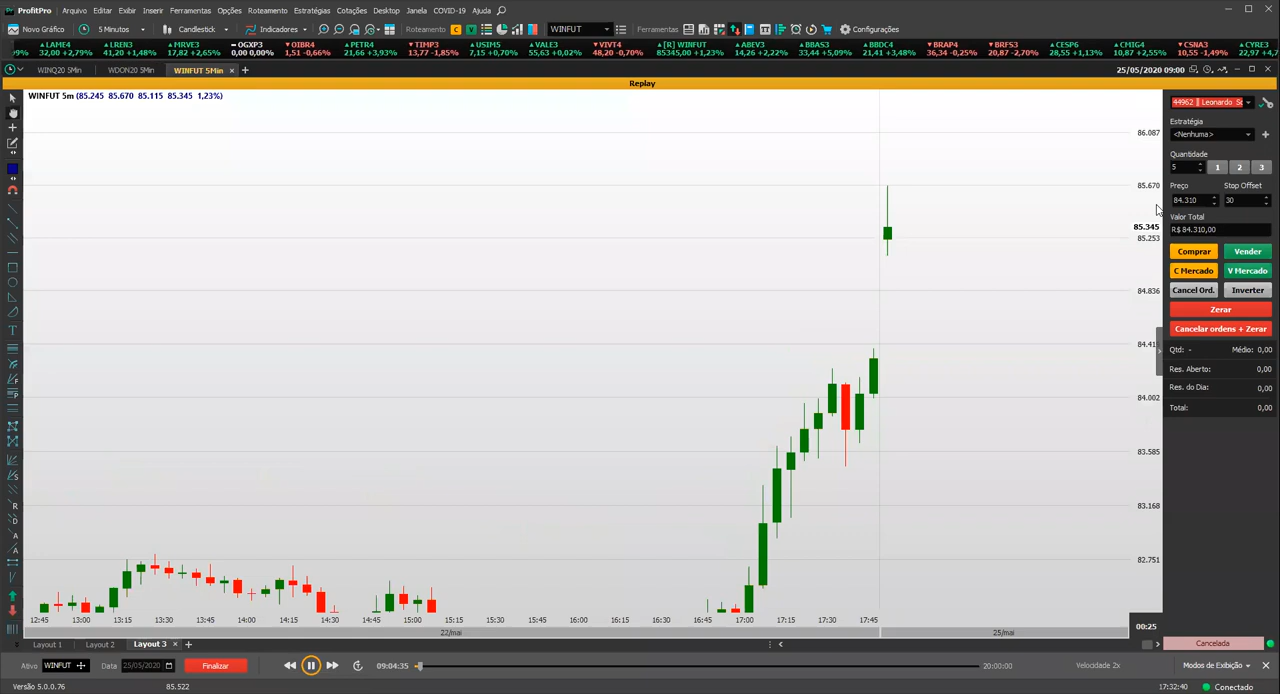 ProfitPro Arquivo Editar Exibir Inserir Ferramentas Opções Roteamento Estratégias Cotações Desktop Janela COVID-19 Ajuda
Novo Gráfico 5 Minutos Candlestick Indicadores Roteamento C V WINFUT Ferramentas Configurações
▲LAME4 ▲LREN3 ▲MRVE3 OGXP3 ▼OIBR4 ▲PETR4 ▼TIMP3 ▲USIM5 ▲VALE3 ▼VIVT4 ▲[R] WINFUT ▲ABEV3 ▲BBAS3 ▲BBDC4 ▼BRAP4 ▼BRFS3 ▲CESP6 ▲CMIG4 ▼CSNA3 ▲CYRE3
9% 32,00 +2,79% 41,20 +1,48% 17,82 +2,65% 0,00 0,00% 1,51 -0,66% 21,66 +3,93% 13,77 -1,85% 7,15 +0,70% 55,63 +0,02% 48,20 -0,70% 85345,00 +1,23% 14,26 +2,22% 33,44 +5,09% 21,41 +3,48% 36,34 -0,25% 20,87 -2,70% 28,55 +1,13% 10,87 +2,55% 10,55 -1,49% 22,97 +4,
WINQ20 5Min WDON20 5Min WINFUT 5Min × + 25/05/2020 09:00
Replay
WINFUT 5m (85.245 85.670 85.115 85.345 1,23%)
86.087
85.670
85.345
85.253
84.836
84.41
84.002
83.585
83.168
82.751
12:45 13:00 13:15 13:30 13:45 14:00 14:15 14:30 14:45 14:55 15:00 15:15 15:30 15:45 16:00 16:15 16:30 16:45 17:00 17:15 17:30 17:45
00:25
22/mai 25/mai
44962 ][ Leonardo Sc
Estratégia
<Nenhuma>
Quantidade
5 1 2 3
Preço Stop Offset
84.310 30
Valor Total
R$ 84.310,00
Comprar Vender
C Mercado V Mercado
Cancel Ord. Inverter
Zerar
Cancelar ordens + Zerar
Qtd: - Médio: 0,00
Res. Aberto: 0,00
Res. do Dia: 0,00
Total: 0,00
Layout 1 Layout 2 Layout 3 × + Cancelada
Ativo WINFUT Data 25/05/2020 Finalizar 09:04:35 20:00:00 Velocidade 2x Modos de Exibição
Versão 5.0.0.76 85.522 17:32:40 Conectado